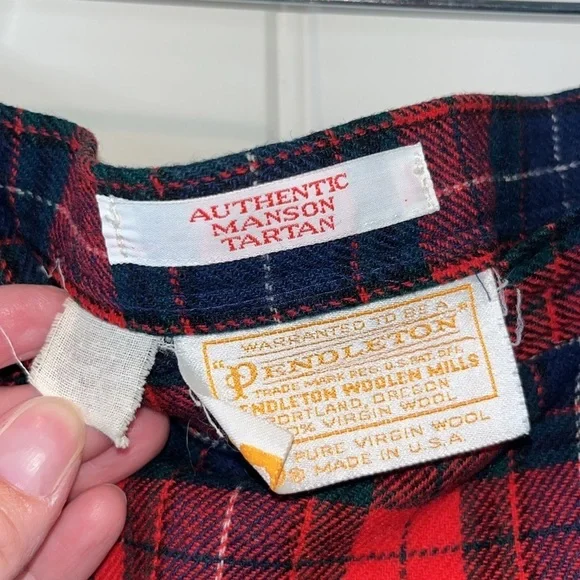 AUTHENTIC
MANSON
TARTAN
WARRANTED TO BE A
"PENDLETON"
TRADE MARK REG. U.S. PAT. OFF.
PENDLETON WOOLEN MILLS
PORTLAND, OREGON
% VIRGIN WOOL
PURE VIRGIN WOOL
® MADE IN U.S.A.